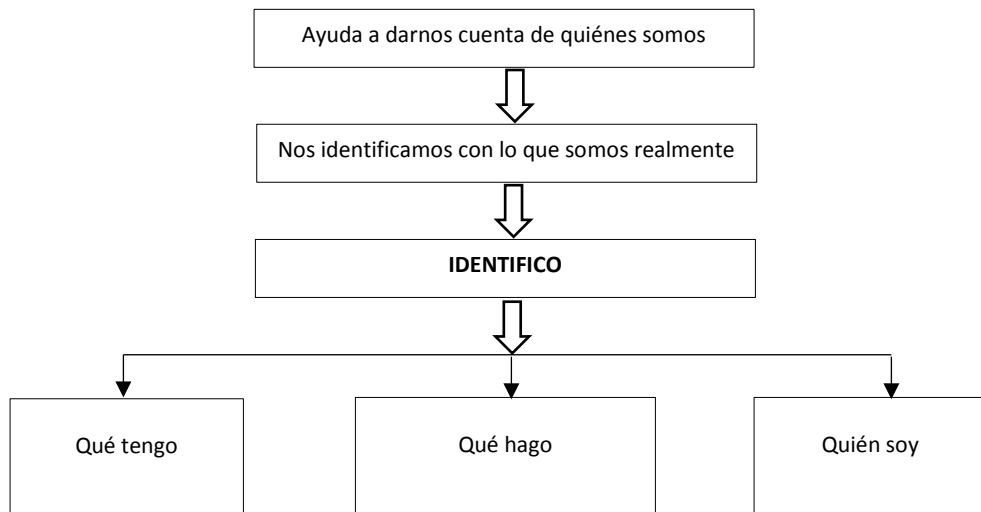 Ayuda a darnos cuenta de quiénes somos
Nos identificamos con lo que somos realmente
IDENTIFICO
Qué tengo
Qué hago
Quién soy